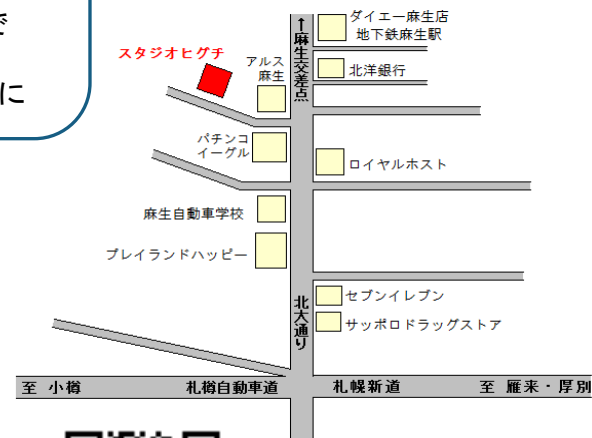 で
に
ダイエー麻生店
地下鉄麻生駅
↑麻生交差点
スタジオヒグチ
アルス
麻生
北洋銀行
パチンコ
イーグル
ロイヤルホスト
麻生自動車学校
プレイランドハッピー
北大通り
セブンイレブン
サッポロドラッグストア
至 小樽
札樽自動車道
札幌新道
至 雁来・厚別